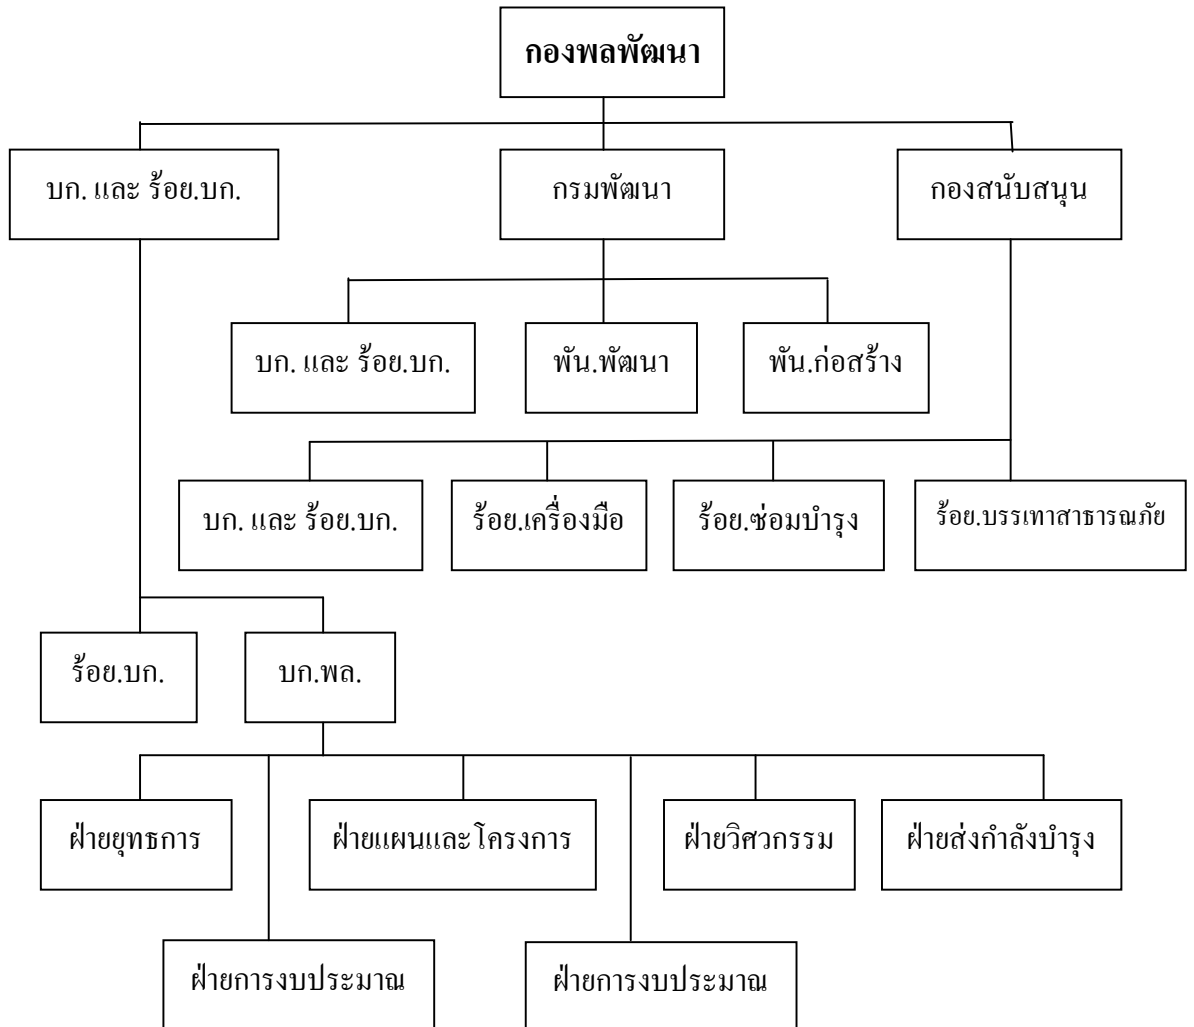 กองพลพัฒนา
บก. และ ร้อย.บก.
กรมพัฒนา
กองสนับสนุน
บก. และ ร้อย.บก.
พัน.พัฒนา
พัน.ก่อสร้าง
บก. และ ร้อย.บก.
ร้อย.เครื่องมือ
ร้อย.ซ่อมบำรุง
ร้อย.บรรเทาสาธารณภัย
ร้อย.บก.
บก.พล.
ฝ่ายยุทธการ
ฝ่ายแผนและโครงการ
ฝ่ายวิศวกรรม
ฝ่ายส่งกำลังบำรุง
ฝ่ายการงบประมาณ
ฝ่ายการงบประมาณ